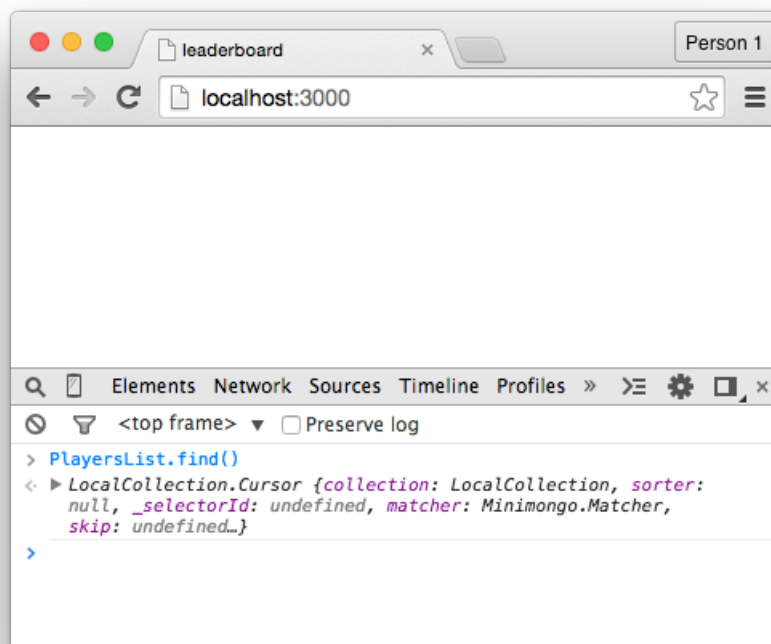 leaderboard
Person 1
localhost:3000
Elements Network Sources Timeline Profiles »
<top frame> ▼ Preserve log
> PlayersList.find()
LocalCollection.Cursor {collection: LocalCollection, sorter:
null, _selectorId: undefined, matcher: Minimongo.Matcher,
skip: undefined…}
>